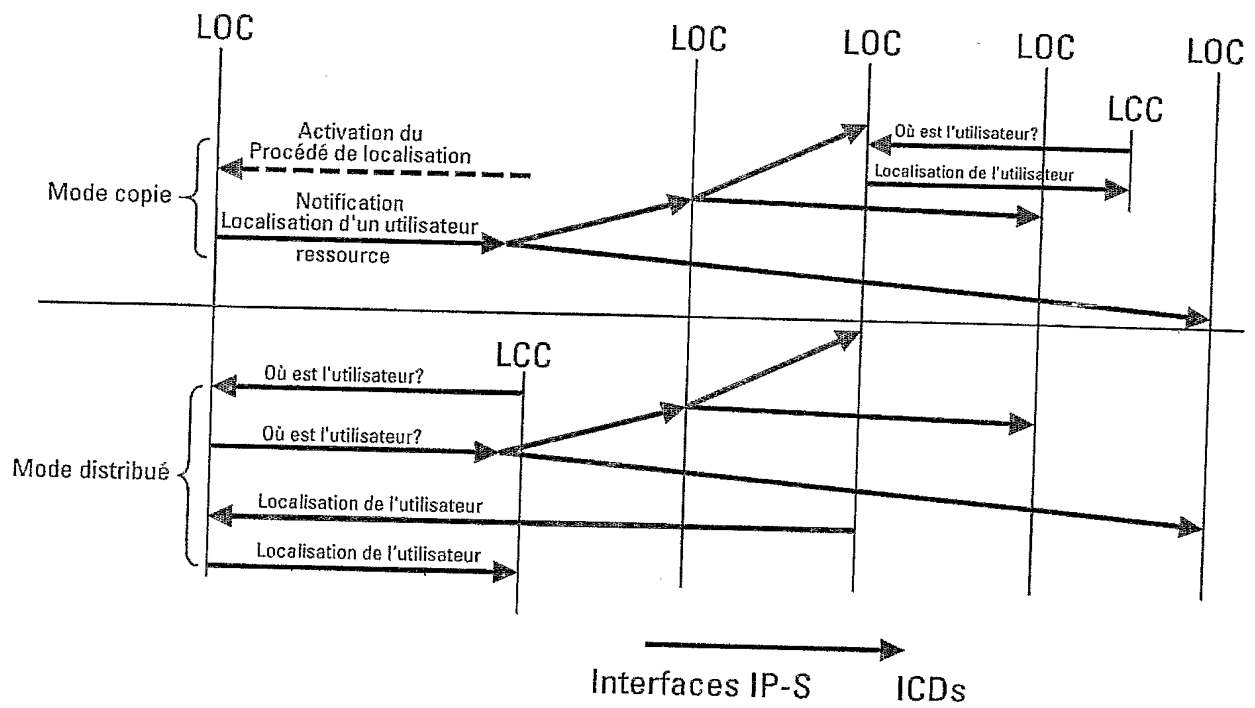 LOC
LOC
LOC
LOC
LOC
LCC
Activation du
Procédé de localisation
Où est l'utilisateur?
Localisation de l'utilisateur
Mode copie
Notification
Localisation d'un utilisateur
ressource
LCC
Où est l'utilisateur?
Où est l'utilisateur?
Mode distribué
Localisation de l'utilisateur
Localisation de l'utilisateur
Interfaces IP-S ICDs